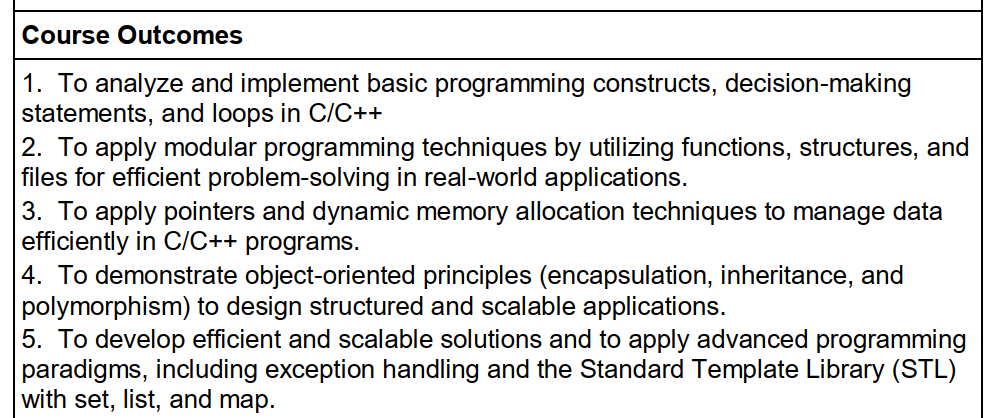 Course Outcomes
1. To analyze and implement basic programming constructs, decision-making
statements, and loops in C/C++
2. To apply modular programming techniques by utilizing functions, structures, and
files for efficient problem-solving in real-world applications.
3. To apply pointers and dynamic memory allocation techniques to manage data
efficiently in C/C++ programs.
4. To demonstrate object-oriented principles (encapsulation, inheritance, and
polymorphism) to design structured and scalable applications.
5. To develop efficient and scalable solutions and to apply advanced programming
paradigms, including exception handling and the Standard Template Library (STL)
with set, list, and map.